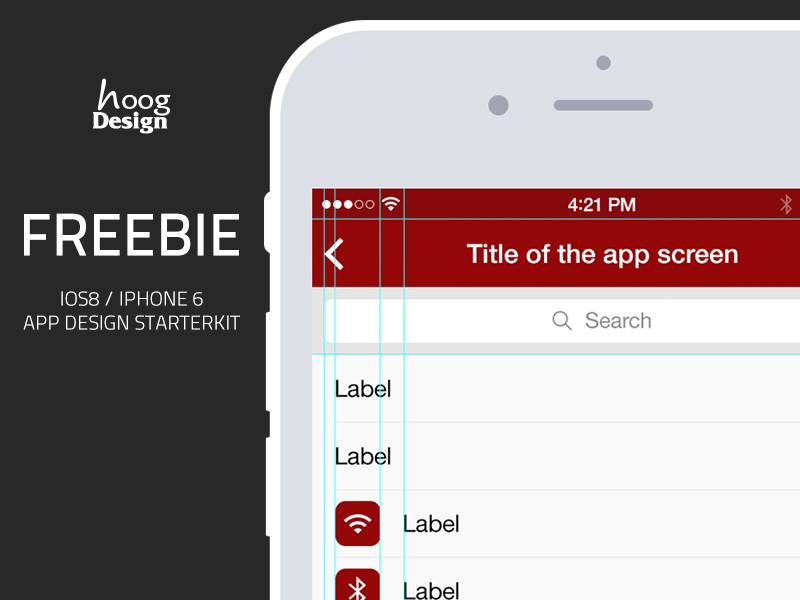 hoog
Design
FREEBIE
IOS8 / IPHONE 6
APP DESIGN STARTERKIT
4:21 PM
Title of the app screen
Search
Label
Label
Label
Label